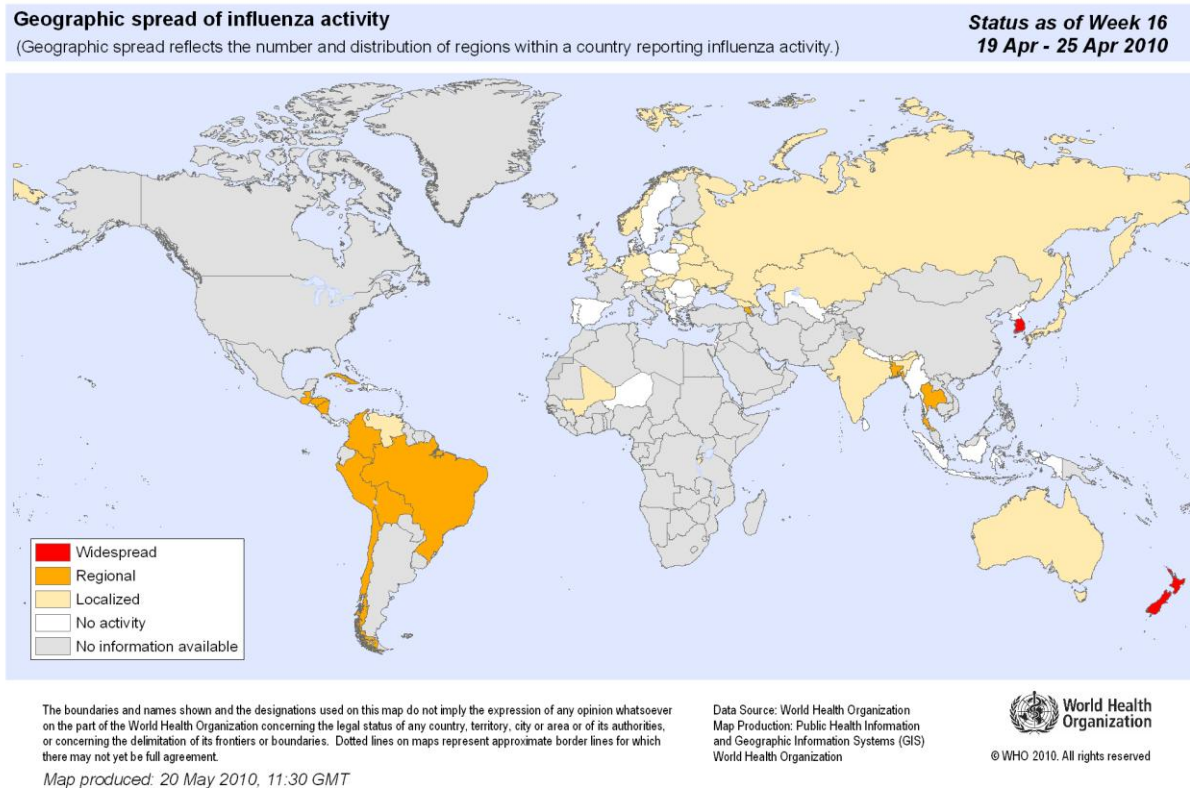 Geographic spread of influenza activity
(Geographic spread reflects the number and distribution of regions within a country reporting influenza activity.)
Status as of Week 16
19 Apr - 25 Apr 2010
Widespread
Regional
Localized
No activity
No information available
The boundaries and names shown and the designations used on this map do not imply the expression of any opinion whatsoever
on the part of the World Health Organization concerning the legal status of any country, territory, city or area or of its authorities,
or concerning the delimitation of its frontiers or boundaries. Dotted lines on maps represent approximate border lines for which
there may not yet be full agreement.
Map produced: 20 May 2010, 11:30 GMT
Data Source: World Health Organization
Map Production: Public Health Information
and Geographic Information Systems (GIS)
World Health Organization
World Health
Organization
© WHO 2010. All rights reserved